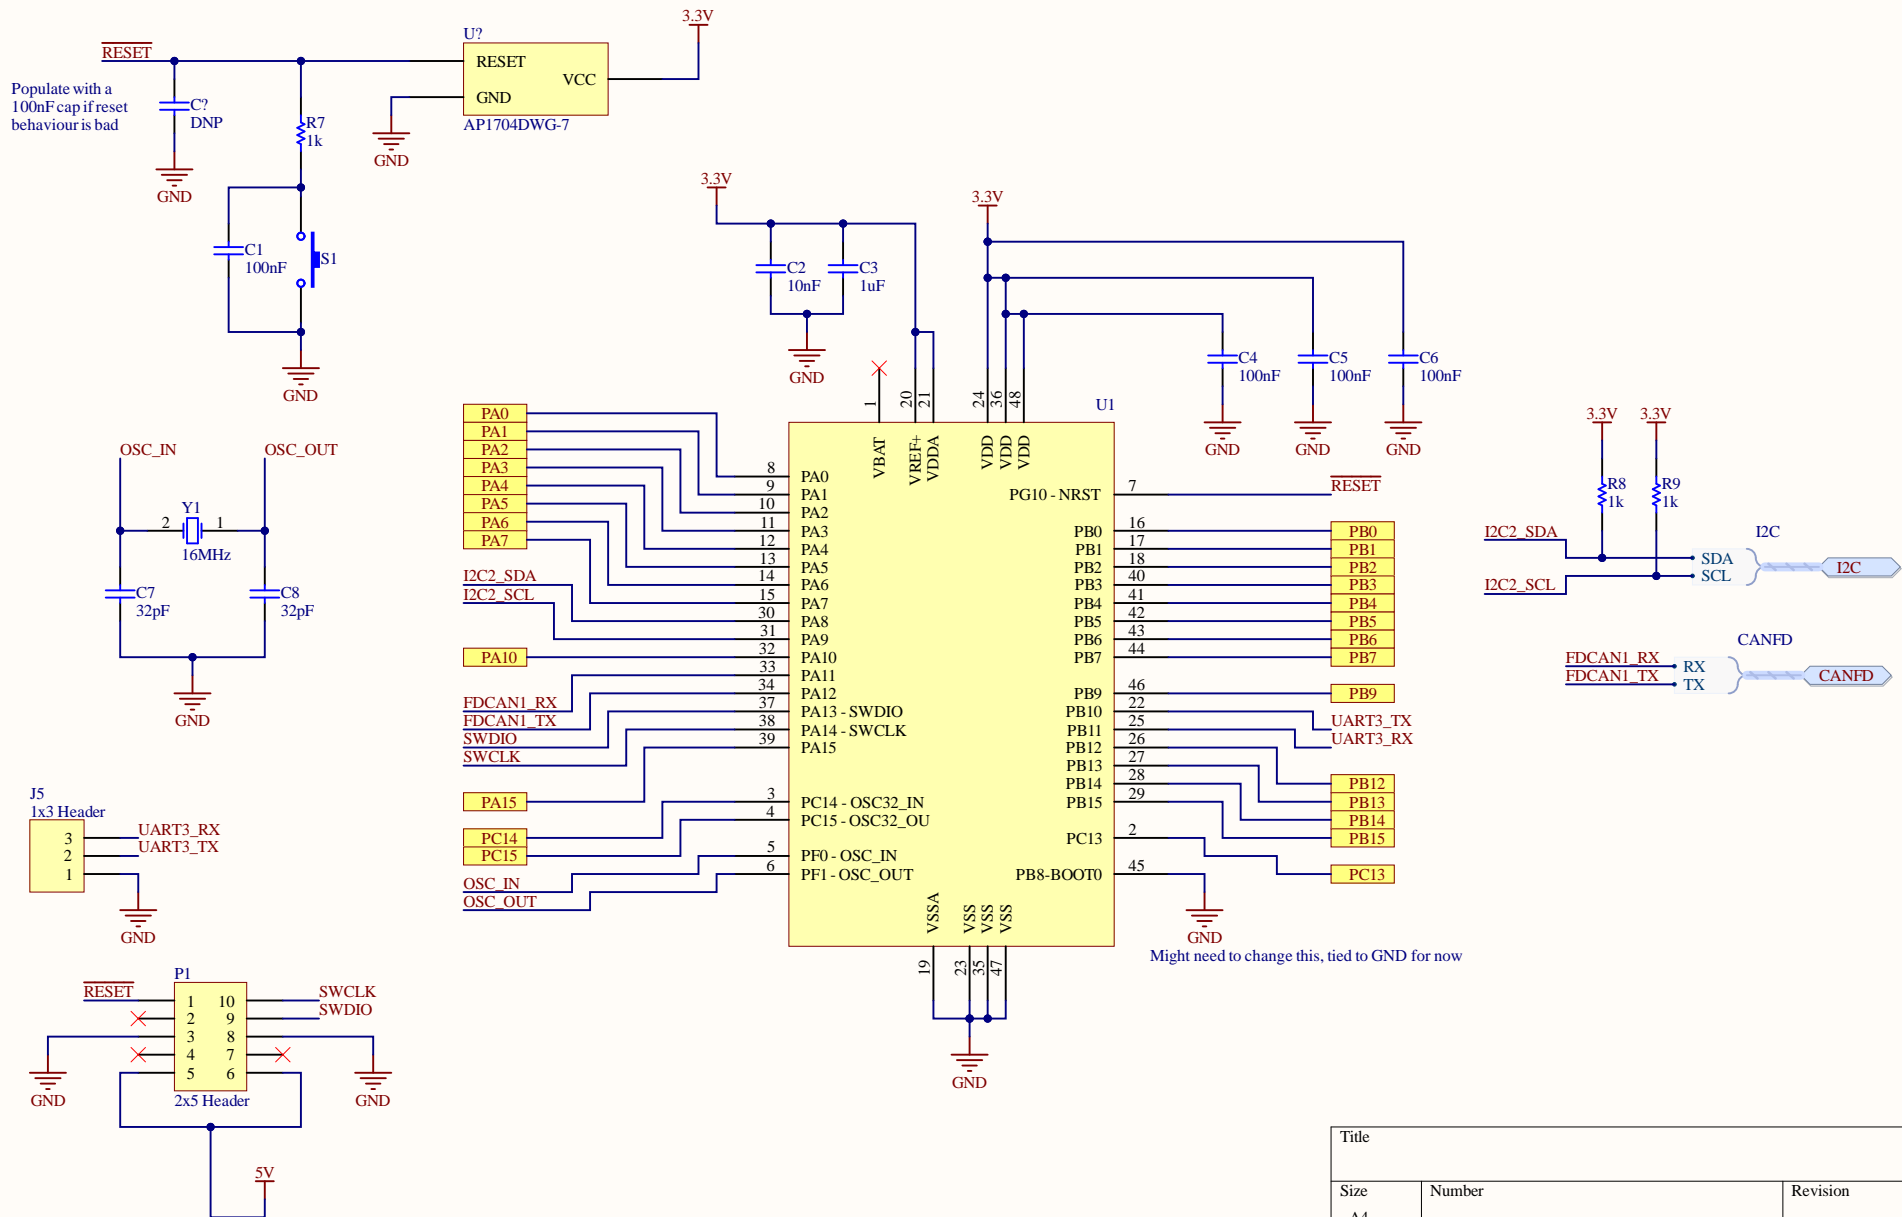 RESET
Populate with a
100nF cap if reset
behaviour is bad
C?
DNP
GND
R7
1k
C1
100nF
S1
GND
U?
RESET
GND
VCC
AP1704DWG-7
GND
3.3V
3.3V
C2
10nF
C3
1uF
GND
3.3V
C4
100nF
GND
C5
100nF
GND
C6
100nF
GND
OSC_IN
OSC_OUT
Y1
2
1
16MHz
C7
32pF
C8
32pF
GND
J5
1x3 Header
3
2
1
UART3_RX
UART3_TX
GND
P1
RESET
1
2
3
4
5
10
9
8
7
6
SWCLK
SWDIO
2x5 Header
GND
GND
5V
PA0
PA1
PA2
PA3
PA4
PA5
PA6
PA7
I2C2_SDA
I2C2_SCL
PA10
FDCAN1_RX
FDCAN1_TX
SWDIO
SWCLK
PA15
PC14
PC15
OSC_IN
OSC_OUT
U1
1
20
21
24
36
48
VBAT
VREF+
VDDA
VDD
VDD
VDD
8 PA0
9 PA1
10 PA2
11 PA3
12 PA4
13 PA5
14 PA6
15 PA7
30 PA8
31 PA9
32 PA10
33 PA11
34 PA12
37 PA13 - SWDIO
38 PA14 - SWCLK
39 PA15
3 PC14 - OSC32_IN
4 PC15 - OSC32_OU
5 PF0 - OSC_IN
6 PF1 - OSC_OUT
PG10 - NRST 7
PB0 16
PB1 17
PB2 18
PB3 40
PB4 41
PB5 42
PB6 43
PB7 44
PB9 46
PB10 22
PB11 25
PB12 26
PB13 27
PB14 28
PB15 29
PC13 2
PB8-BOOT0 45
VSSA
VSS
VSS
VSS
19
23
35
47
GND
RESET
PB0
PB1
PB2
PB3
PB4
PB5
PB6
PB7
PB9
UART3_TX
UART3_RX
PB12
PB13
PB14
PB15
PC13
GND
Might need to change this, tied to GND for now
3.3V
3.3V
R8
1k
R9
1k
I2C2_SDA
I2C2_SCL
I2C
SDA
SCL
I2C
CANFD
FDCAN1_RX
FDCAN1_TX
RX
TX
CANFD
Title
Size
Number
Revision
A4